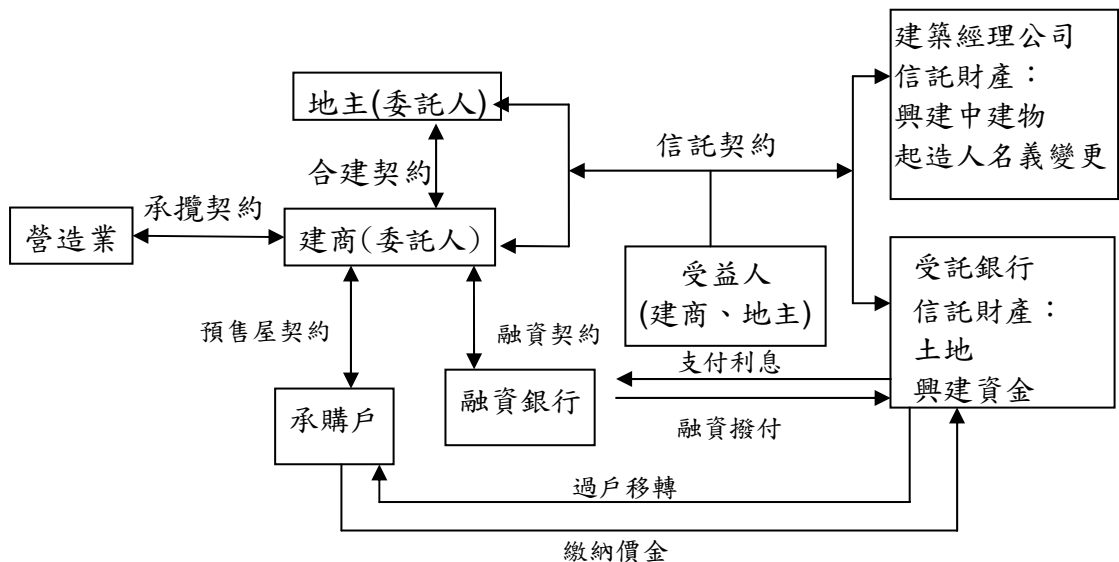 建築經理公司
信託財產：
興建中建物
起造人名義變更
地主(委託人)
信託契約
合建契約
承攬契約
營造業
建商(委託人)
受益人
(建商、地主)
受託銀行
信託財產：
土地
興建資金
預售屋契約
融資契約
支付利息
承購戶
融資銀行
融資撥付
過戶移轉
繳納價金